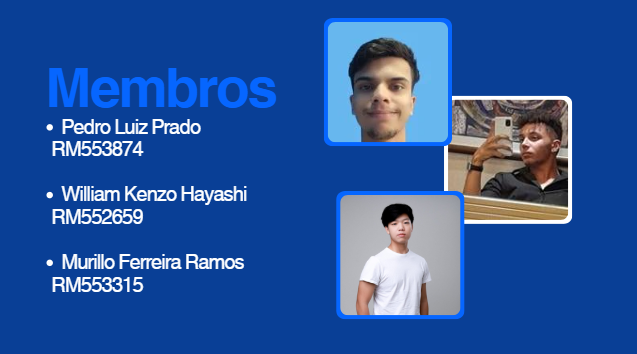 Membros
• Pedro Luiz Prado
RM553874
• William Kenzo Hayashi
RM552659
• Murillo Ferreira Ramos
RM553315